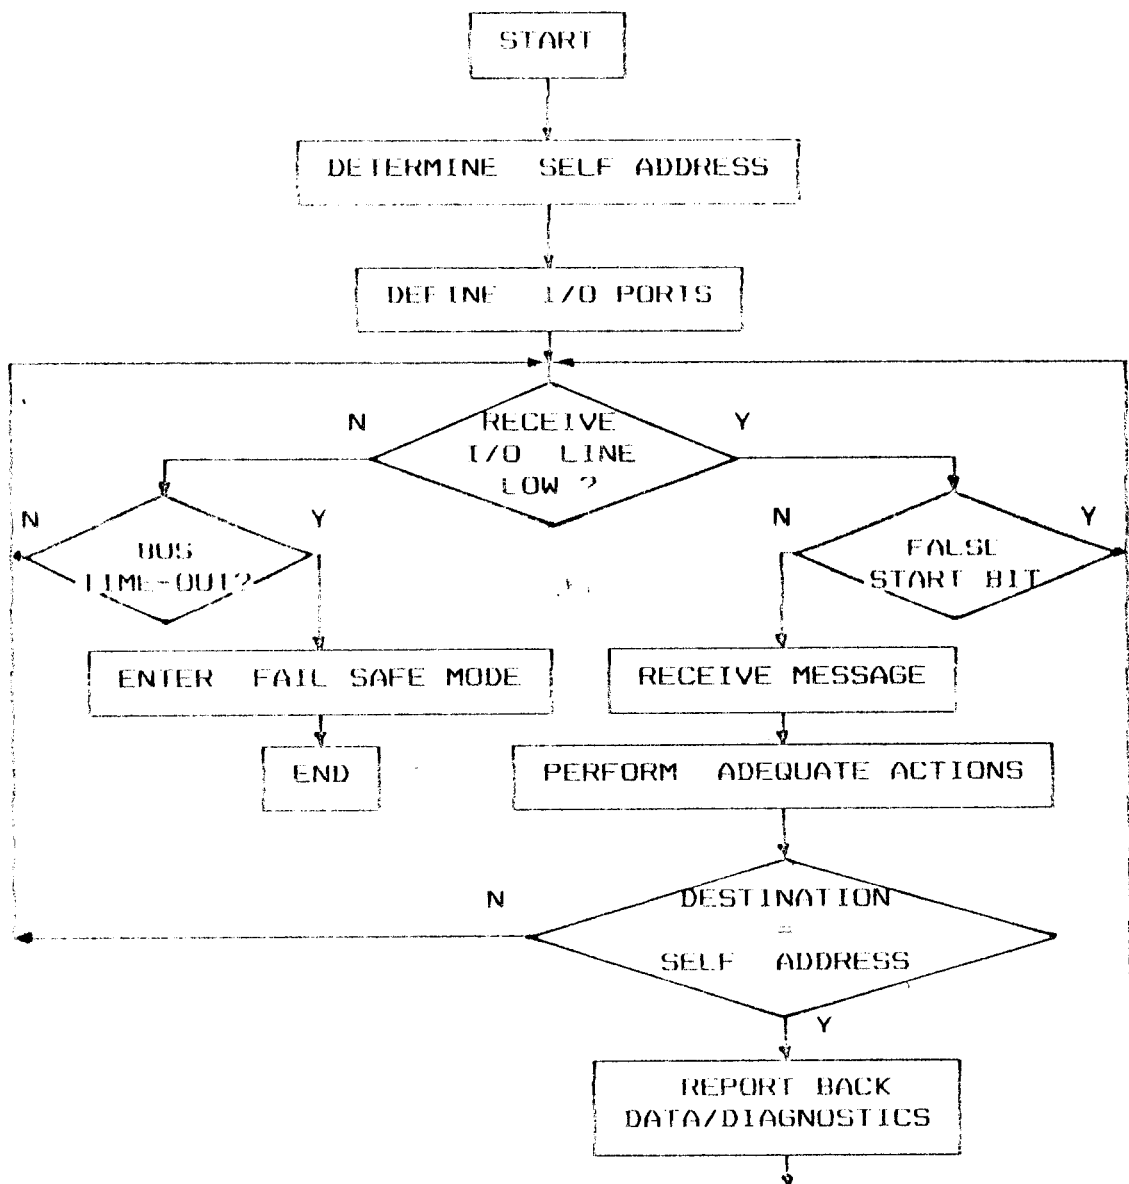 START
DETERMINE SELF ADDRESS
DEFINE I/O PORTS
N
RECEIVE
I/O LINE
LOW ?
Y
N
BUS
TIME-OUT?
Y
N
FALSE
START BIT
Y
ENTER FAIL SAFE MODE
RECEIVE MESSAGE
END
PERFORM ADEQUATE ACTIONS
N
DESTINATION
=
SELF ADDRESS
Y
REPORT BACK
DATA/DIAGNOSTICS